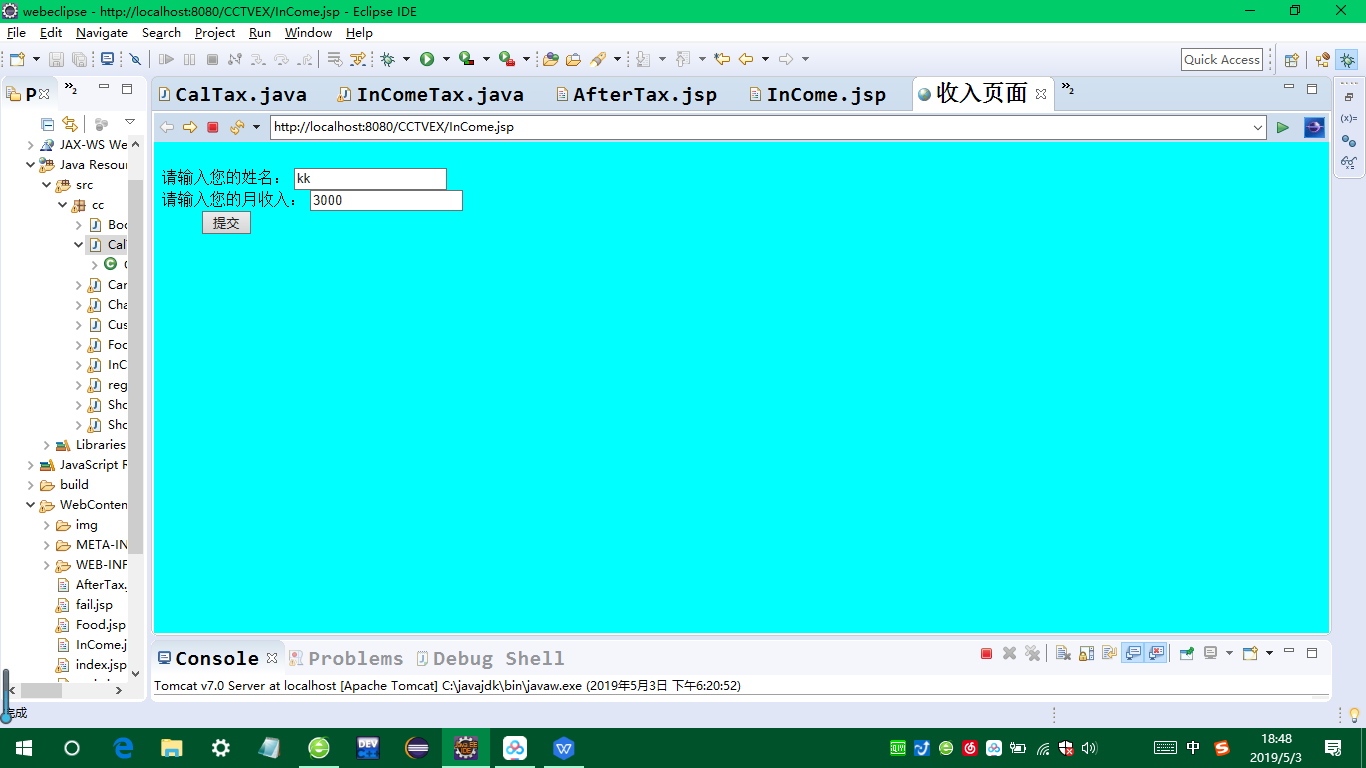 webeclipse - http://localhost:8080/CCTVEX/InCome.jsp - Eclipse IDE
File Edit Navigate Search Project Run Window Help
Quick Access
P
CalTax.java InComeTax.java AfterTax.jsp InCome.jsp 收入页面
http://localhost:8080/CCTVEX/InCome.jsp
请输入您的姓名： kk
请输入您的月收入： 3000
提交
JAX-WS We
Java Resou
src
cc
Boo
Cal
Car
Cha
Cus
Foo
InC
reg
Sho
Sho
Libraries
JavaScript R
build
WebConten
img
META-IN
WEB-INF
AfterTax.
fail.jsp
Food.jsp
InCome.j
index.jsp
Console Problems Debug Shell
Tomcat v7.0 Server at localhost [Apache Tomcat] C:\javajdk\bin\javaw.exe (2019年5月3日 下午6:20:52)
完成
DEV
中
18:48
2019/5/3